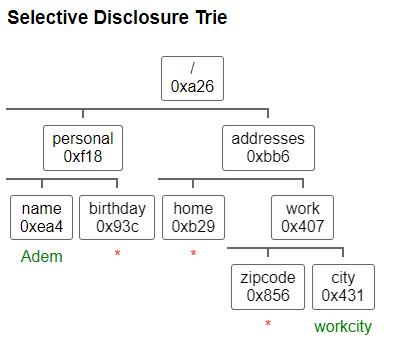 Selective Disclosure Trie
/
0xa26
personal
0xf18
addresses
0xbb6
name
0xea4
birthday
0x93c
home
0xb29
work
0x407
Adem
*
*
zipcode
0x856
city
0x431
*
workcity